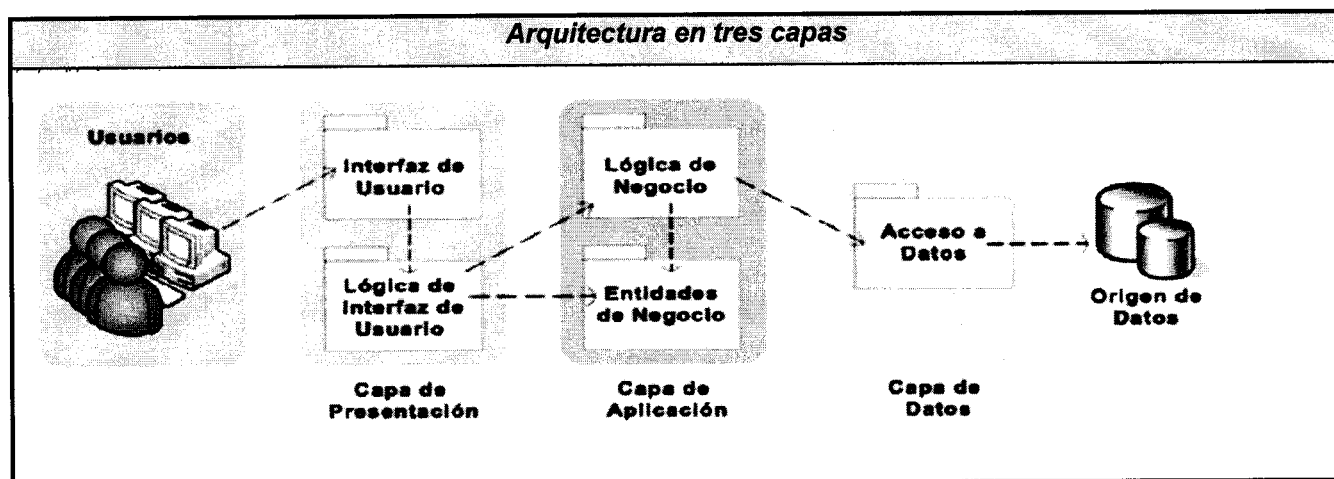 Arquitectura en tres capas
Usuarios
Interfaz de
Usuario
Lógica de
Interfaz de
Usuario
Capa de
Presentación
Lógica de
Negocio
Entidades
de Negocio
Capa de
Aplicación
Acceso a
Datos
Capa de
Datos
Origen de
Datos